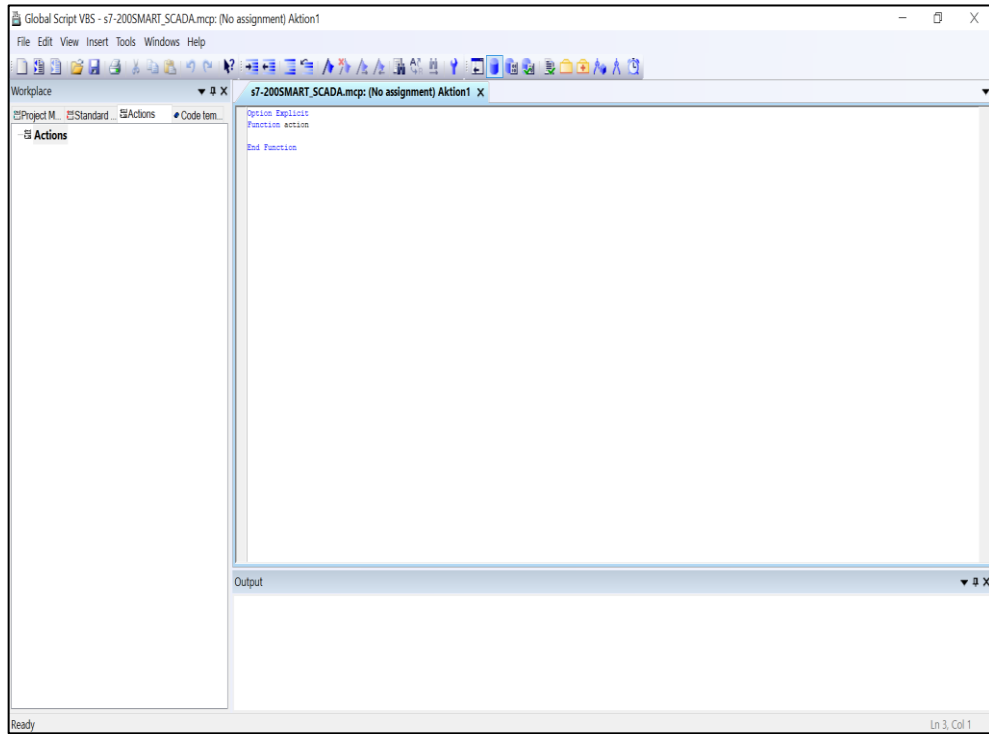 Global Script VBS - s7-200SMART_SCADA.mcp: (No assignment) Aktion1
File Edit View Insert Tools Windows Help
Workplace
s7-200SMART_SCADA.mcp: (No assignment) Aktion1 X
Project M... Standard ... Actions Code tem...
Actions
Option Explicit
Function action
End Function
Output
Ready
Ln 3, Col 1